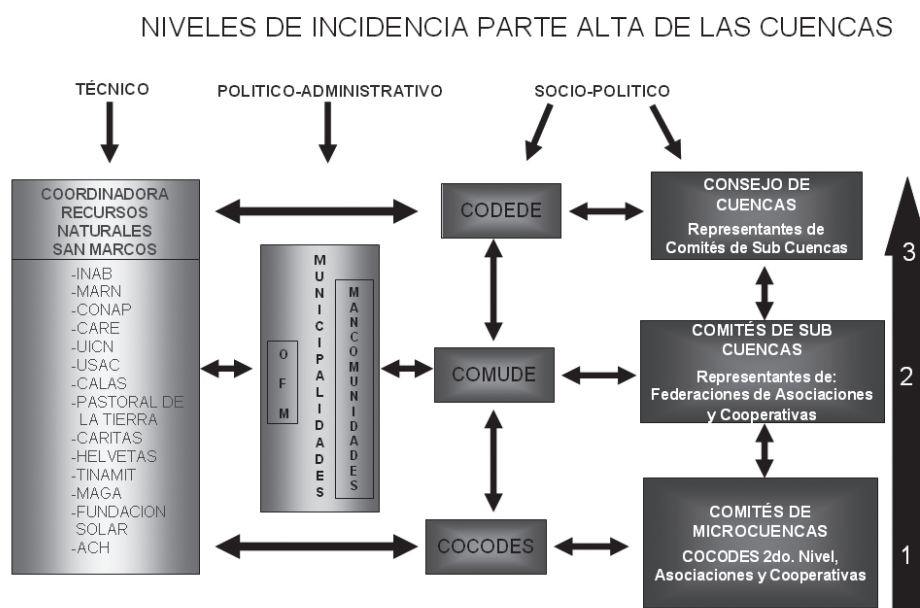 NIVELES DE INCIDENCIA PARTE ALTA DE LAS CUENCAS
TÉCNICO
POLITICO-ADMINISTRATIVO
SOCIO-POLITICO
COORDINADORA
RECURSOS
NATURALES
SAN MARCOS
-INAB
-MARN
-CONAP
-CARE
-UICN
-USAC
-CALAS
-PASTORAL DE
LA TIERRA
-CARITAS
-HELVETAS
-TINAMIT
-MAGA
-FUNDACION
SOLAR
-ACH
OFM
MUNICIPALIDADES
MANCOMUNIDADES
CODEDE
COMUDE
COCODES
CONSEJO DE
CUENCAS
Representantes de
Comités de Sub Cuencas
COMITÉS DE SUB
CUENCAS
Representantes de:
Federaciones de Asociaciones
y Cooperativas
COMITÉS DE
MICROCUENCAS
COCODES 2do. Nivel,
Asociaciones y Cooperativas
3
2
1